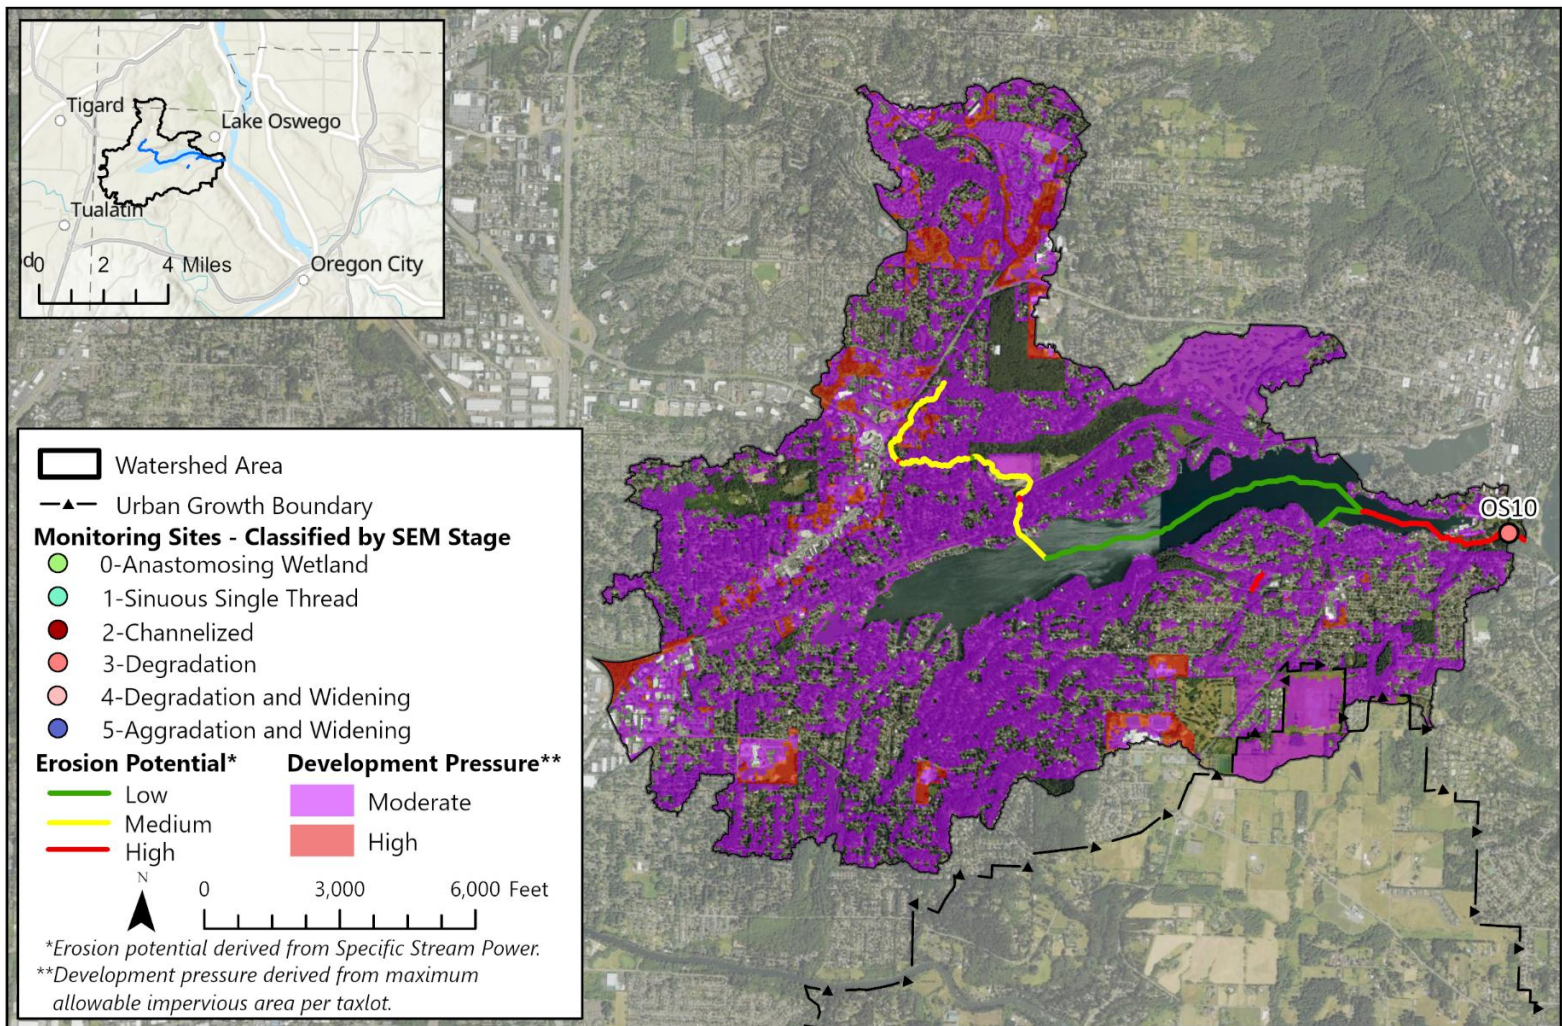 Tigard
Lake Oswego
Tualatin
d
0 2 4 Miles
Oregon City
OS10
Watershed Area
Urban Growth Boundary
Monitoring Sites - Classified by SEM Stage
0-Anastomosing Wetland
1-Sinuous Single Thread
2-Channelized
3-Degradation
4-Degradation and Widening
5-Aggradation and Widening
Erosion Potential*
Low
Medium
High
Development Pressure**
Moderate
High
N
0 3,000 6,000 Feet
*Erosion potential derived from Specific Stream Power.
**Development pressure derived from maximum
allowable impervious area per taxlot.